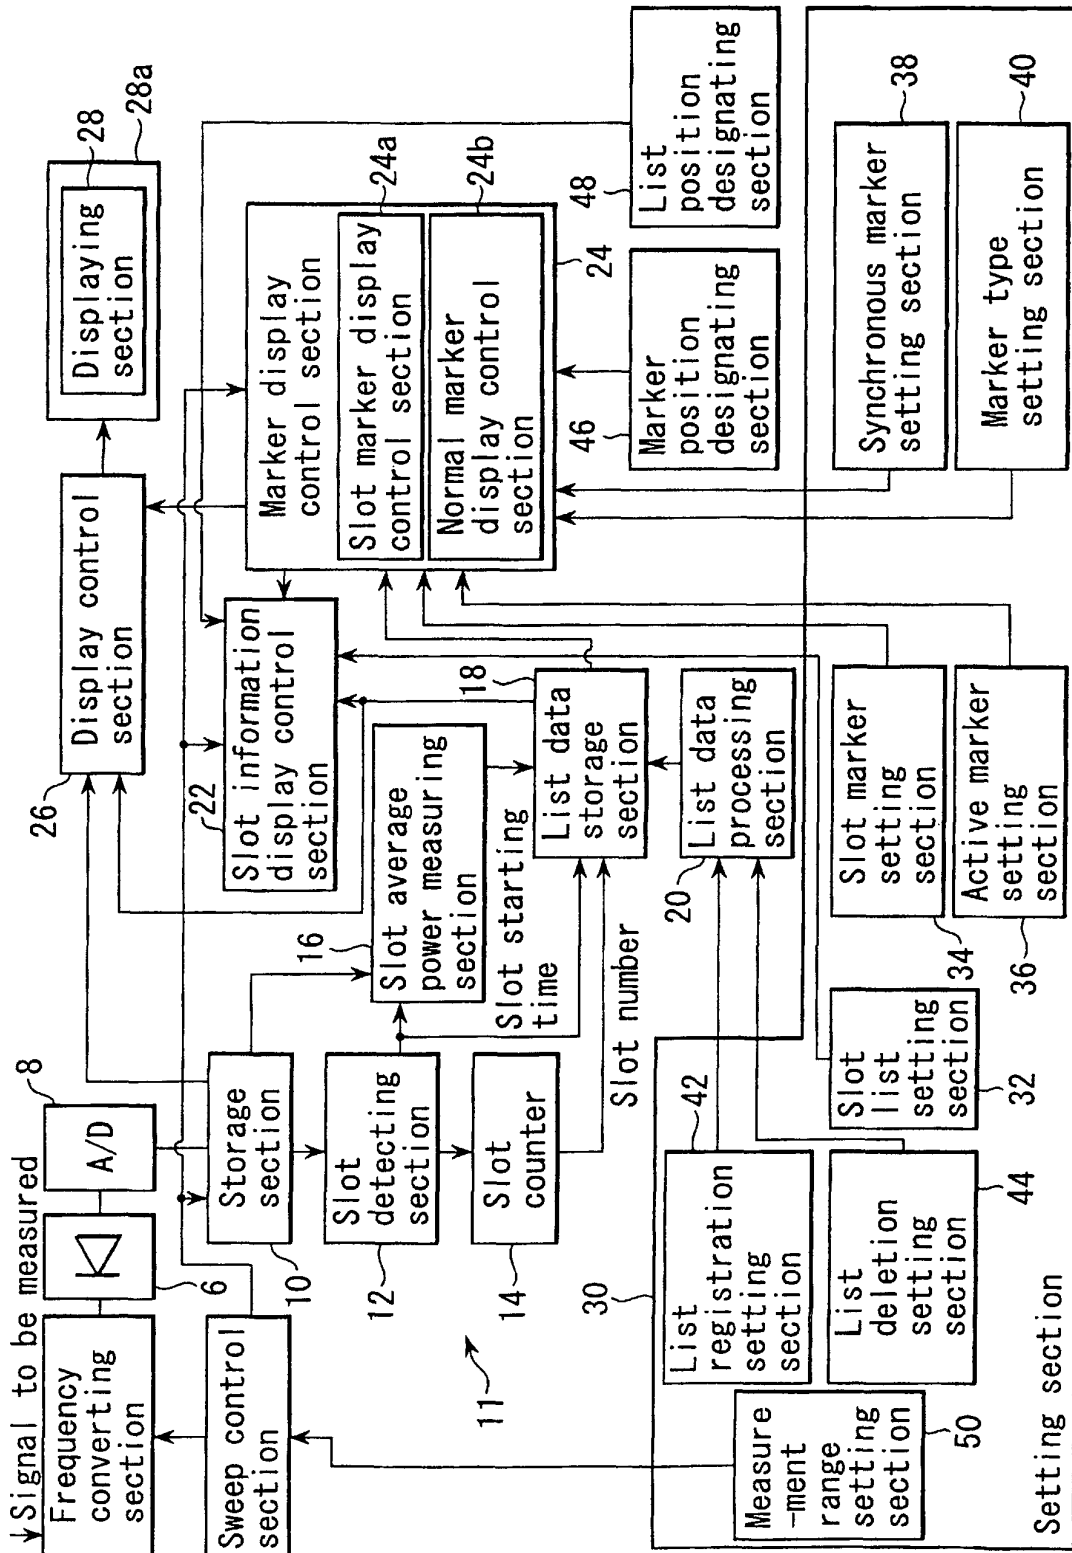 Signal to be measured
Frequency
converting
section
6
A/D
8
Sweep control
section
Storage
section
10
Slot
detecting
section
12
Slot
counter
14
11
Slot average
power measuring
section
16
Slot starting
time
Slot number
List data
storage
section
18
List data
processing
section
20
Slot information
display control
section
22
Display control
section
26
Displaying
section
28
28a
Marker display
control section
Slot marker display
control section
24a
Normal marker
display control
section
24b
24
Marker
position
designating
section
46
List
position
designating
section
48
Setting section
30
Measure
-ment
range
setting
section
50
List
registration
setting
section
42
List
deletion
setting
section
44
Slot
list
setting
section
32
Slot marker
setting
section
34
Active marker
setting
section
36
Synchronous marker
setting section
38
Marker type
setting section
40